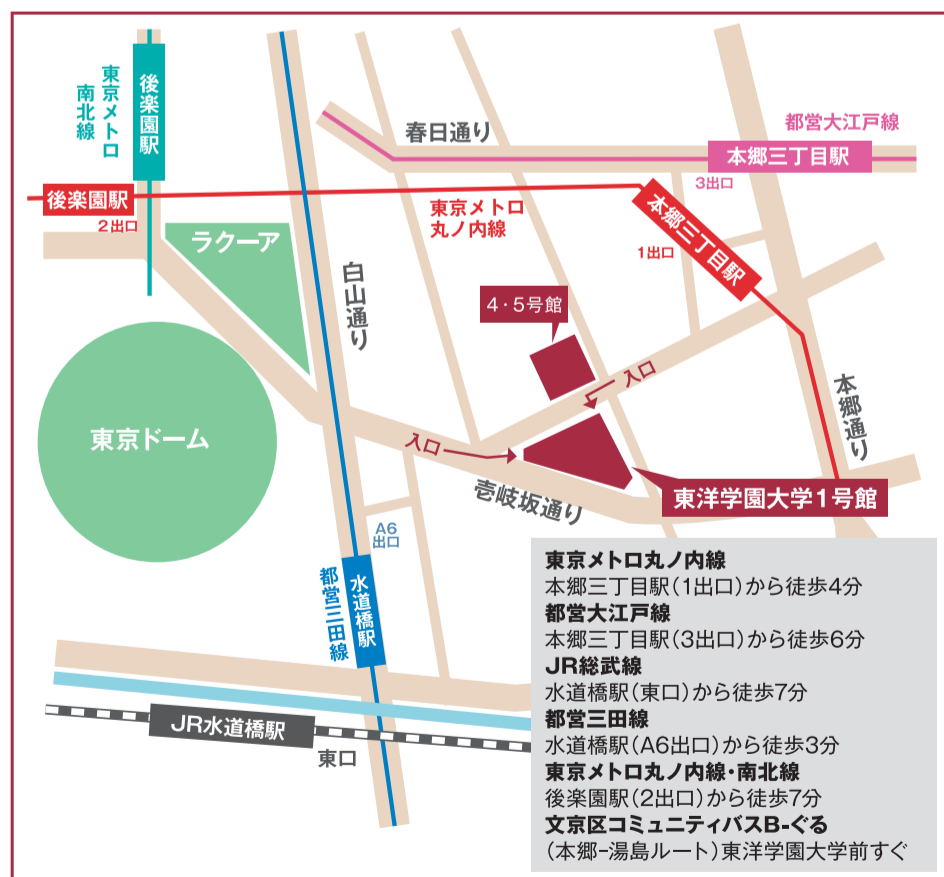 東京メトロ
南北線
後楽園駅
後楽園駅
2出口
ラクーア
東京ドーム
春日通り
都営大江戸線
本郷三丁目駅
3出口
東京メトロ
丸ノ内線
本郷三丁目駅
1出口
白山通り
4・5号館
入口
入口
本郷通り
壱岐坂通り
東洋学園大学1号館
A6
出口
都営三田線
水道橋駅
JR水道橋駅
東口
東京メトロ丸ノ内線
本郷三丁目駅(1出口)から徒歩4分
都営大江戸線
本郷三丁目駅(3出口)から徒歩6分
JR総武線
水道橋駅(東口)から徒歩7分
都営三田線
水道橋駅(A6出口)から徒歩3分
東京メトロ丸ノ内線・南北線
後楽園駅(2出口)から徒歩7分
文京区コミュニティバスB-ぐる
(本郷-湯島ルート)東洋学園大学前すぐ